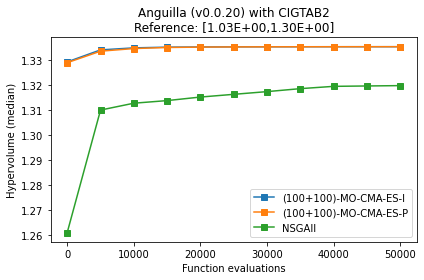 Anguilla (v0.0.20) with CIGTAB2
Reference: [1.03E+00,1.30E+00]
Hypervolume (median)
1.33
1.32
1.31
1.30
1.29
1.28
1.27
1.26
(100+100)-MO-CMA-ES-I
(100+100)-MO-CMA-ES-P
NSGAII
0 10000 20000 30000 40000 50000
Function evaluations